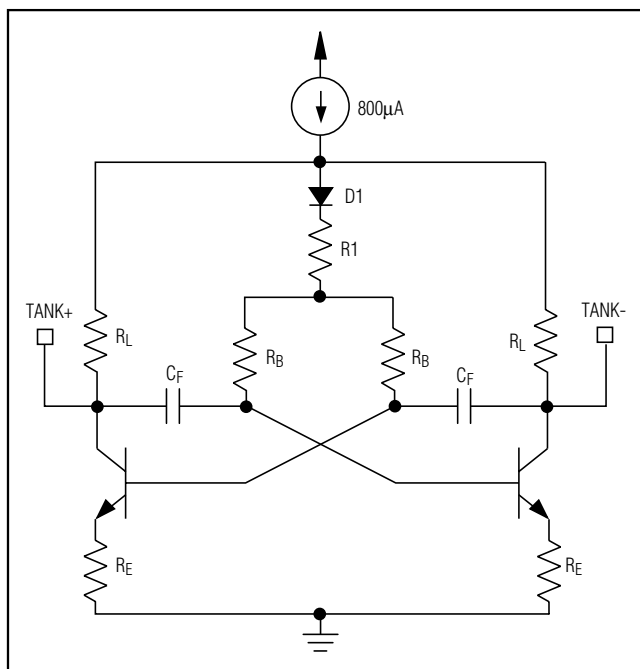 800µA
D1
R1
TANK+
TANK-
RL
RB
RB
RL
CF
CF
RE
RE